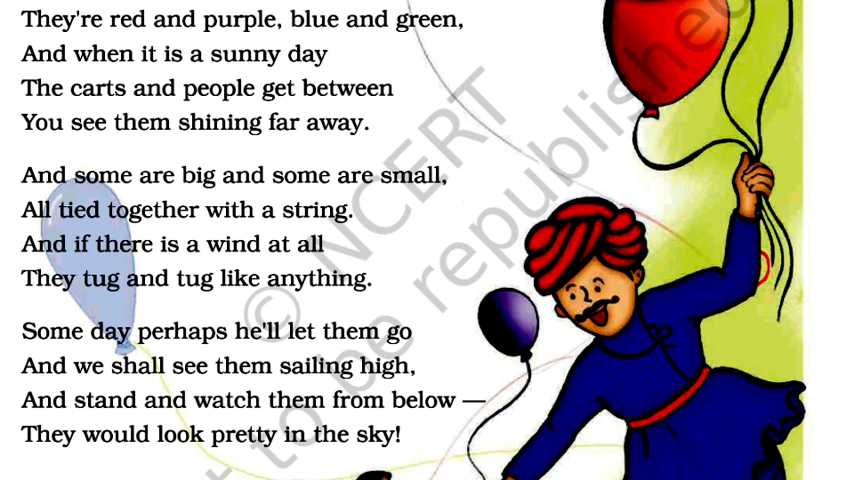 They're red and purple, blue and green,
And when it is a sunny day
The carts and people get between
You see them shining far away.
And some are big and some are small,
All tied together with a string.
And if there is a wind at all
They tug and tug like anything.
Some day perhaps he'll let them go
And we shall see them sailing high,
And stand and watch them from below —
They would look pretty in the sky!
© NCERT
to be republished